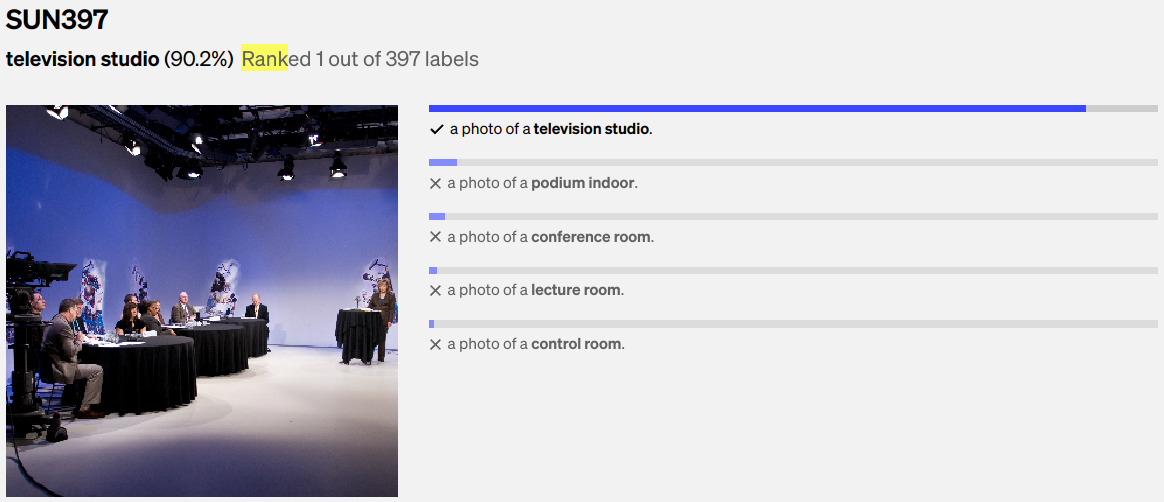 SUN397
television studio (90.2%) Ranked 1 out of 397 labels
a photo of a television studio.
a photo of a podium indoor.
a photo of a conference room.
a photo of a lecture room.
a photo of a control room.